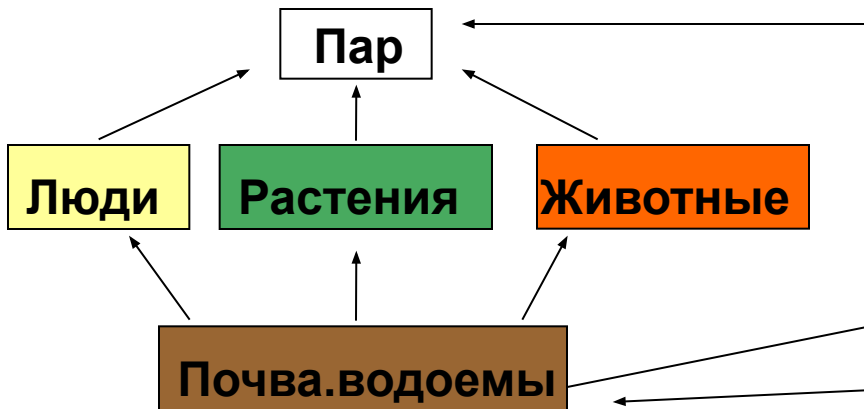 Пар
Люди
Растения
Животные
Почва.водоемы